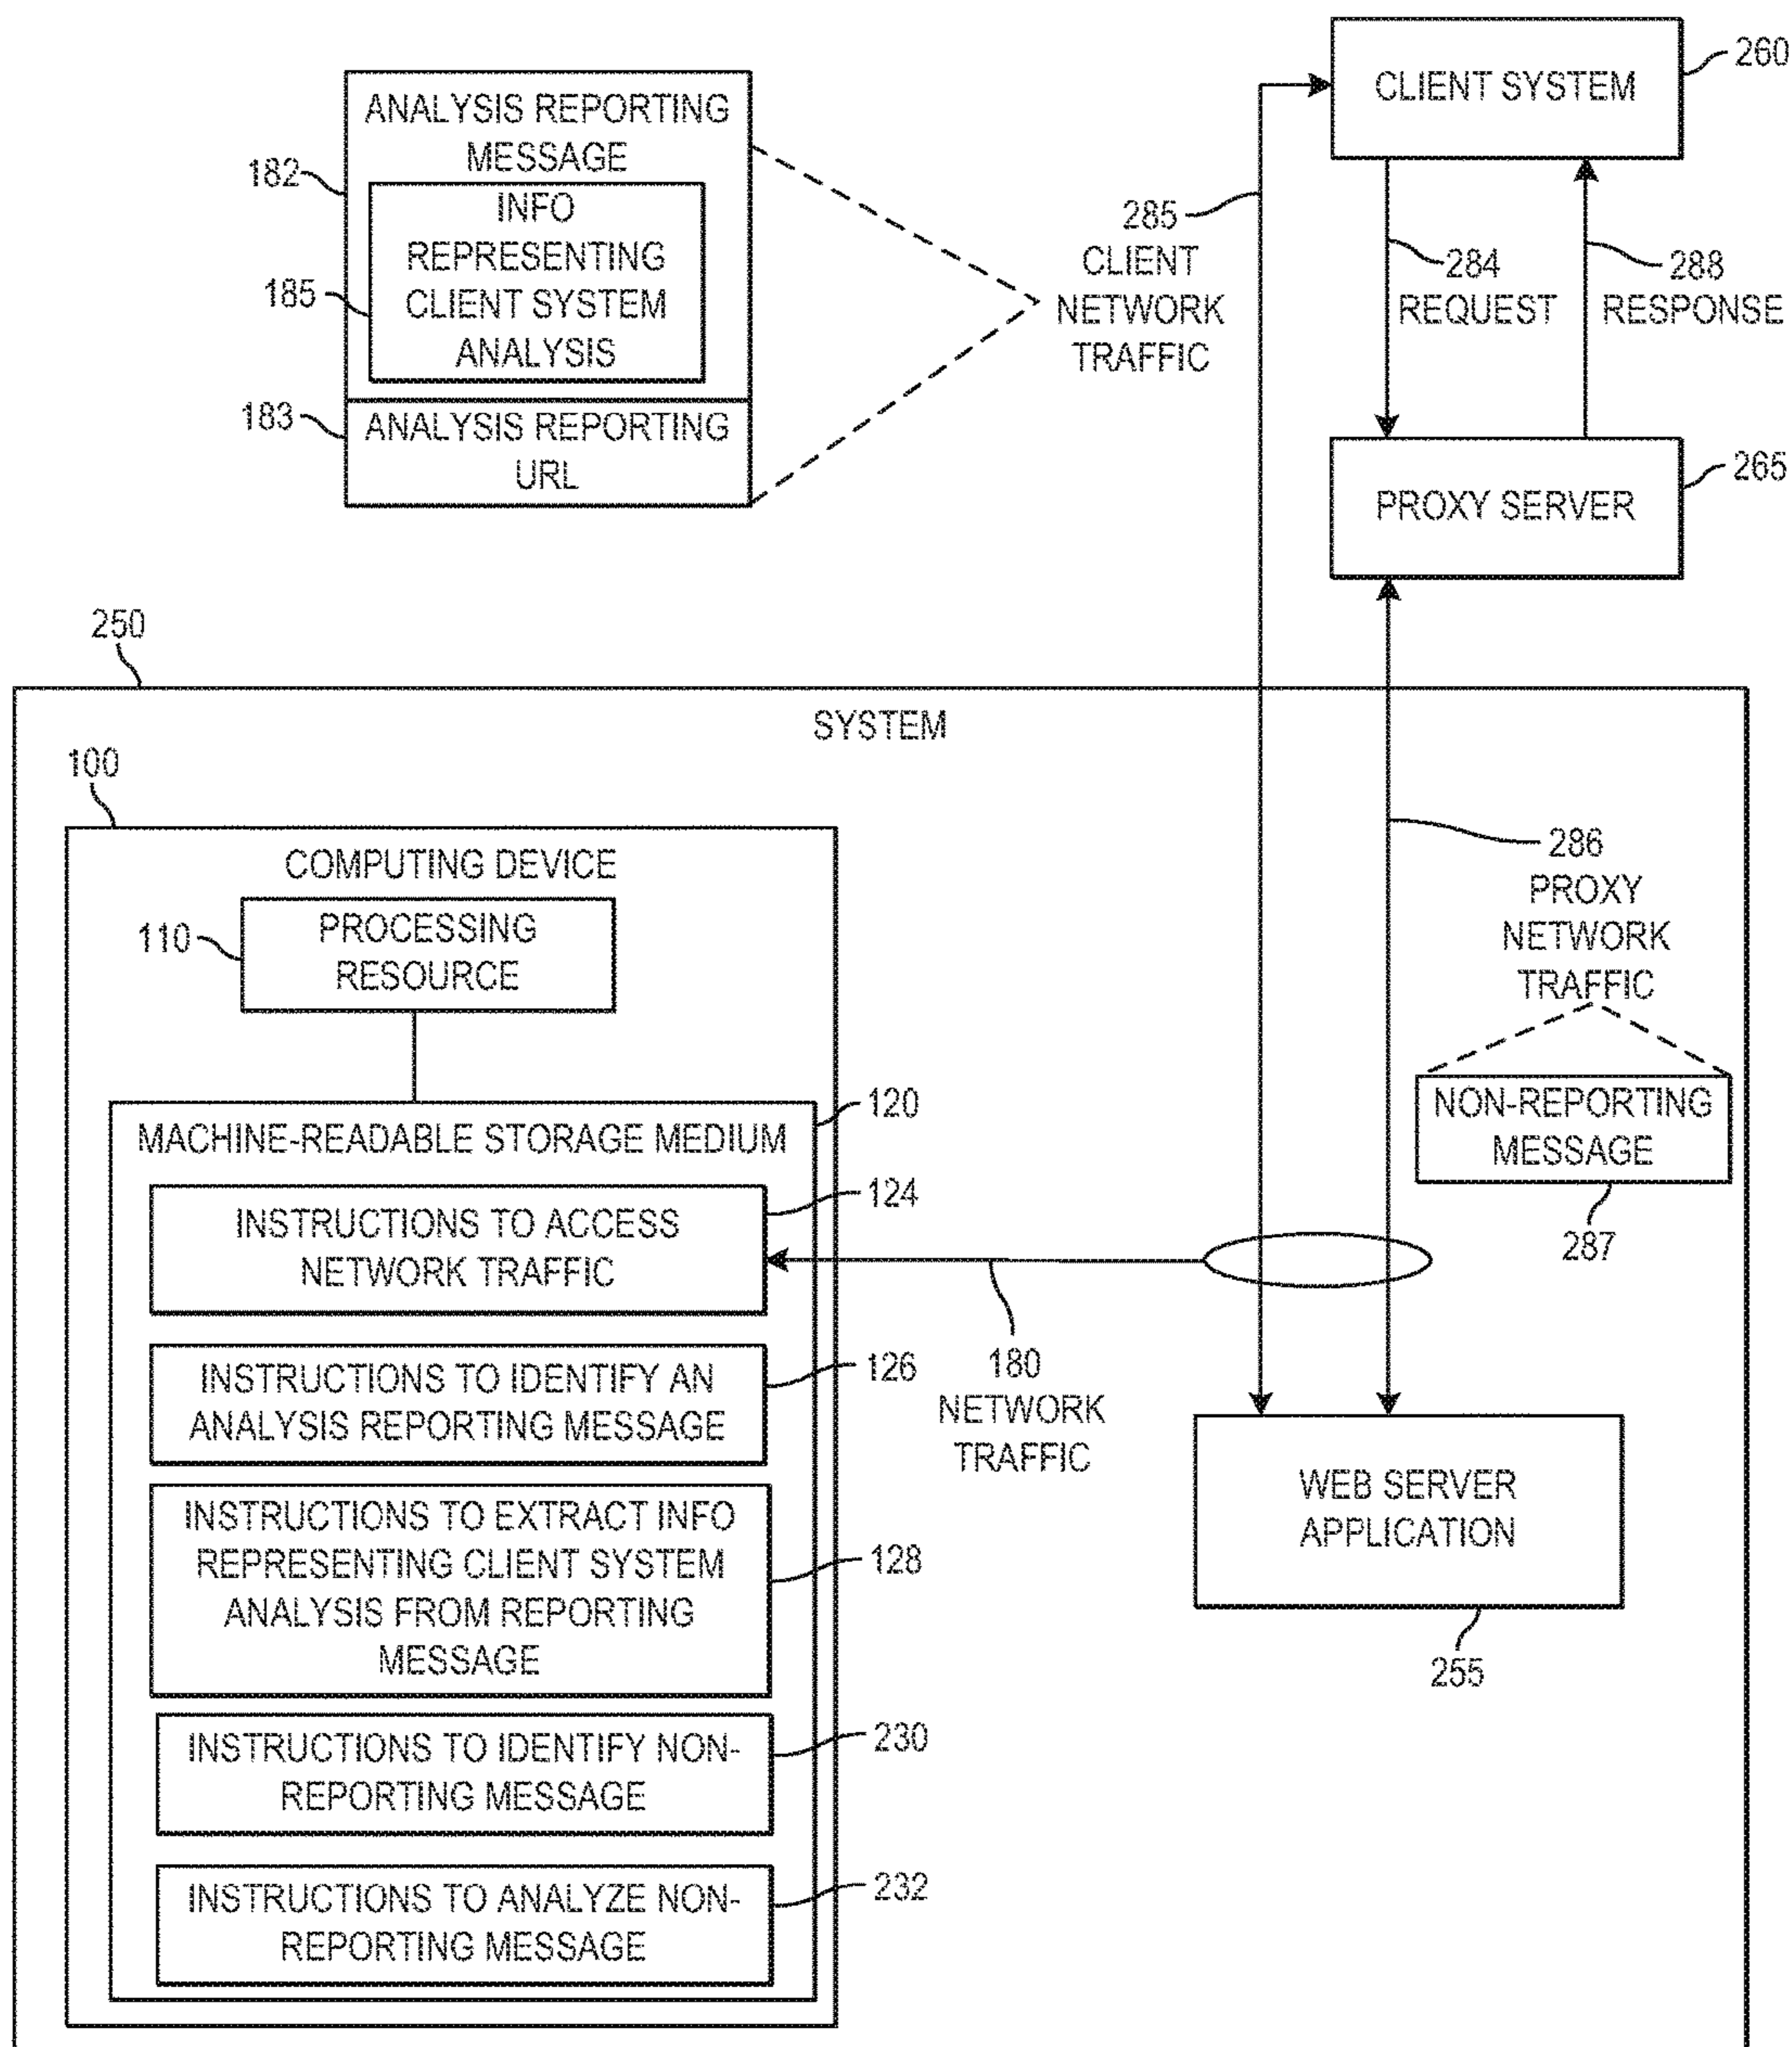 CLIENT SYSTEM
260
ANALYSIS REPORTING
MESSAGE
182
INFO
REPRESENTING
CLIENT SYSTEM
ANALYSIS
185
183
ANALYSIS REPORTING
URL
285
CLIENT
NETWORK
TRAFFIC
284
REQUEST
288
RESPONSE
PROXY SERVER
265
250
SYSTEM
100
COMPUTING DEVICE
110
PROCESSING
RESOURCE
286
PROXY
NETWORK
TRAFFIC
NON-REPORTING
MESSAGE
287
120
MACHINE-READABLE STORAGE MEDIUM
INSTRUCTIONS TO ACCESS
NETWORK TRAFFIC
124
180
NETWORK
TRAFFIC
INSTRUCTIONS TO IDENTIFY AN
ANALYSIS REPORTING MESSAGE
126
WEB SERVER
APPLICATION
255
INSTRUCTIONS TO EXTRACT INFO
REPRESENTING CLIENT SYSTEM
ANALYSIS FROM REPORTING
MESSAGE
128
INSTRUCTIONS TO IDENTIFY NON-
REPORTING MESSAGE
230
INSTRUCTIONS TO ANALYZE NON-
REPORTING MESSAGE
232